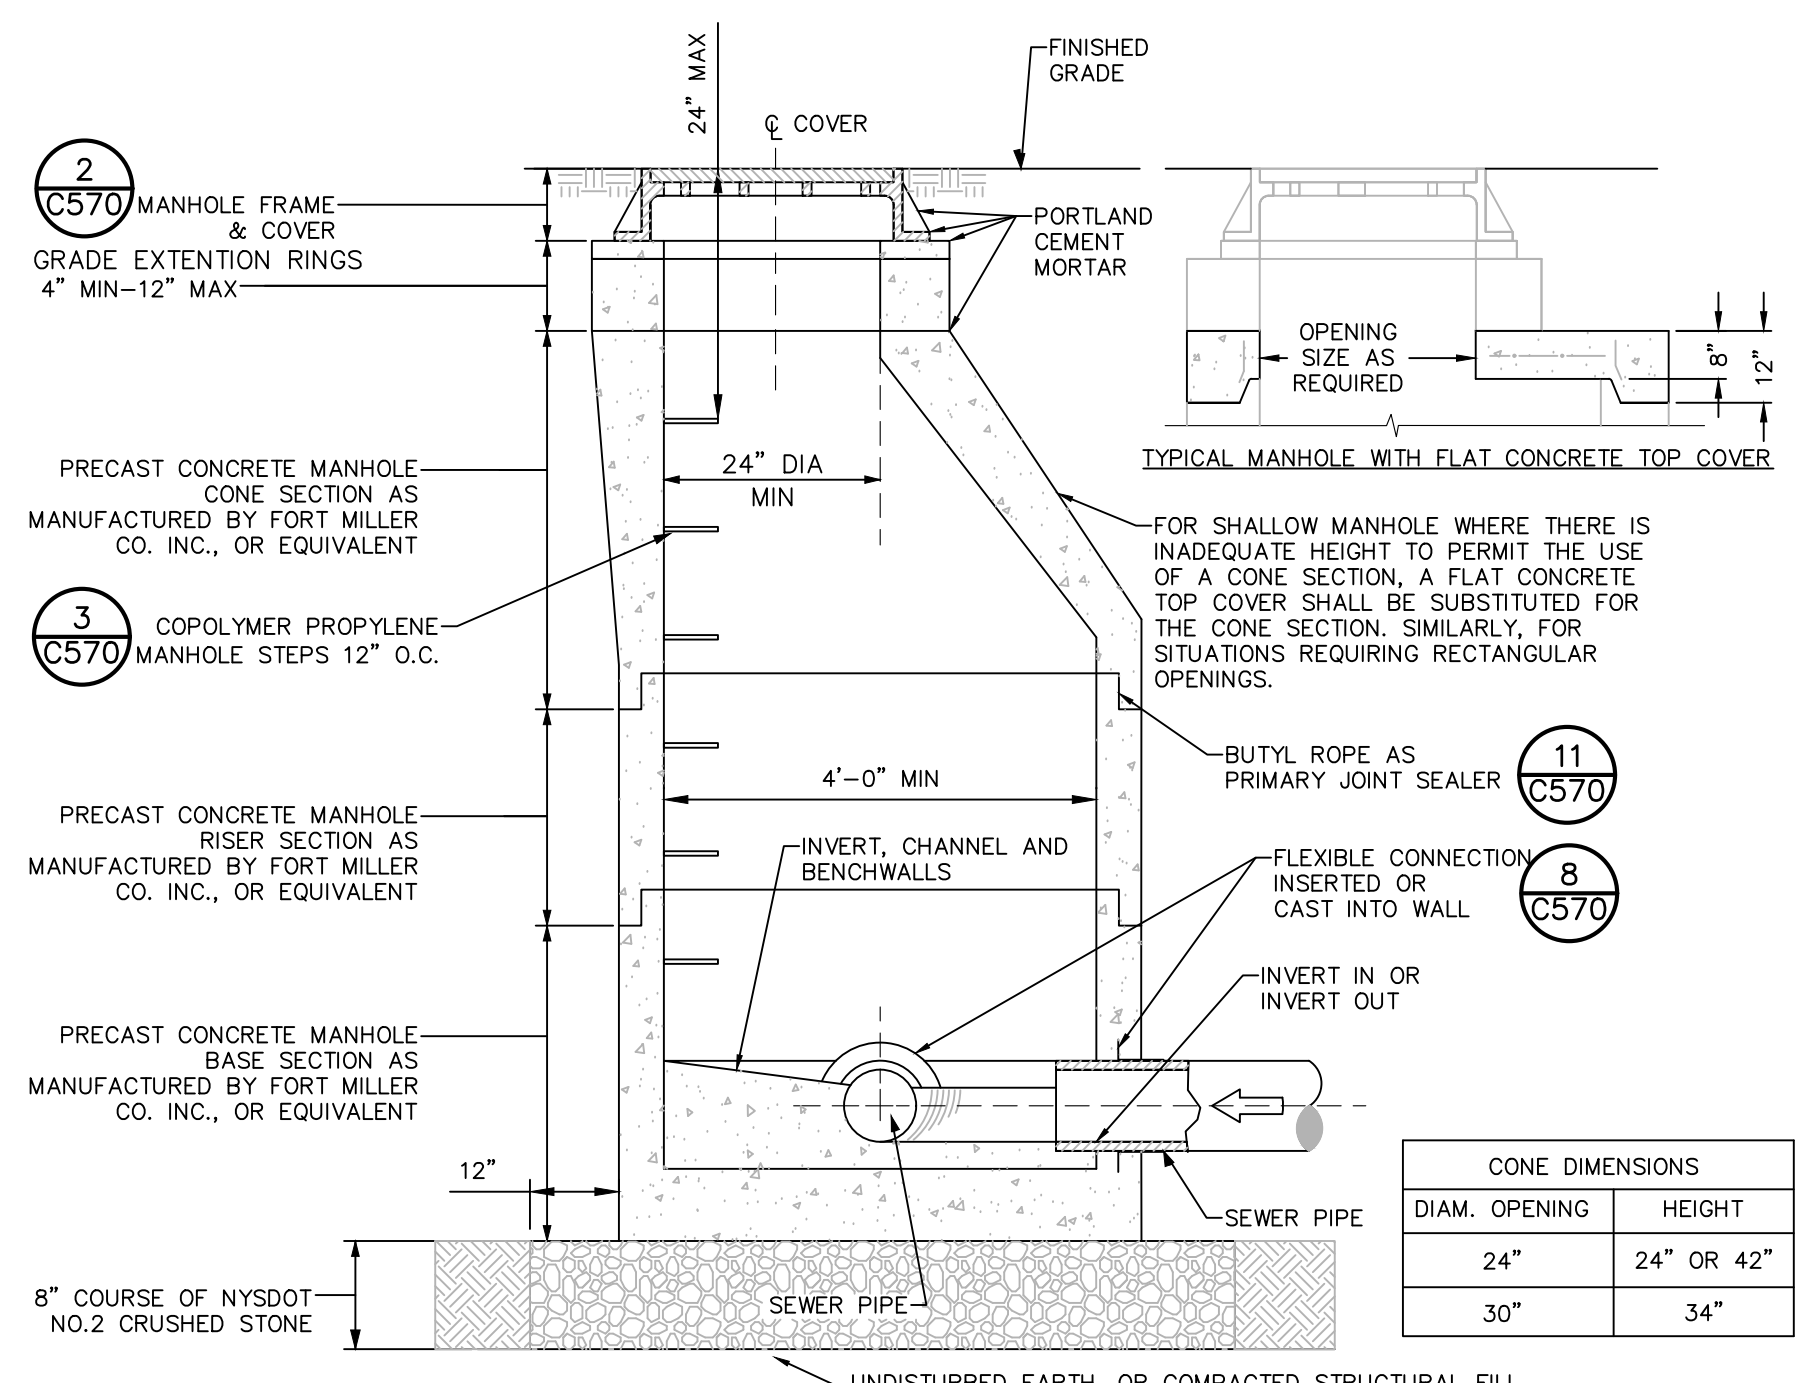 24" MAX
FINISHED
GRADE
℄ COVER
2
C570
MANHOLE FRAME
& COVER
GRADE EXTENTION RINGS
4" MIN–12" MAX
PORTLAND
CEMENT
MORTAR
OPENING
SIZE AS
REQUIRED
8"
12"
TYPICAL MANHOLE WITH FLAT CONCRETE TOP COVER
PRECAST CONCRETE MANHOLE
CONE SECTION AS
MANUFACTURED BY FORT MILLER
CO. INC., OR EQUIVALENT
24" DIA
MIN
FOR SHALLOW MANHOLE WHERE THERE IS
INADEQUATE HEIGHT TO PERMIT THE USE
OF A CONE SECTION, A FLAT CONCRETE
TOP COVER SHALL BE SUBSTITUTED FOR
THE CONE SECTION. SIMILARLY, FOR
SITUATIONS REQUIRING RECTANGULAR
OPENINGS.
3
C570
COPOLYMER PROPYLENE
MANHOLE STEPS 12" O.C.
BUTYL ROPE AS
PRIMARY JOINT SEALER
11
C570
4'-0" MIN
PRECAST CONCRETE MANHOLE
RISER SECTION AS
MANUFACTURED BY FORT MILLER
CO. INC., OR EQUIVALENT
INVERT, CHANNEL AND
BENCHWALLS
FLEXIBLE CONNECTION
INSERTED OR
CAST INTO WALL
8
C570
INVERT IN OR
INVERT OUT
PRECAST CONCRETE MANHOLE
BASE SECTION AS
MANUFACTURED BY FORT MILLER
CO. INC., OR EQUIVALENT
12"
SEWER PIPE
CONE DIMENSIONS
DIAM. OPENING HEIGHT
24" 24" OR 42"
30" 34"
8" COURSE OF NYSDOT
NO.2 CRUSHED STONE
SEWER PIPE
UNDISTURBED EARTH, OR COMPACTED STRUCTURAL FILL